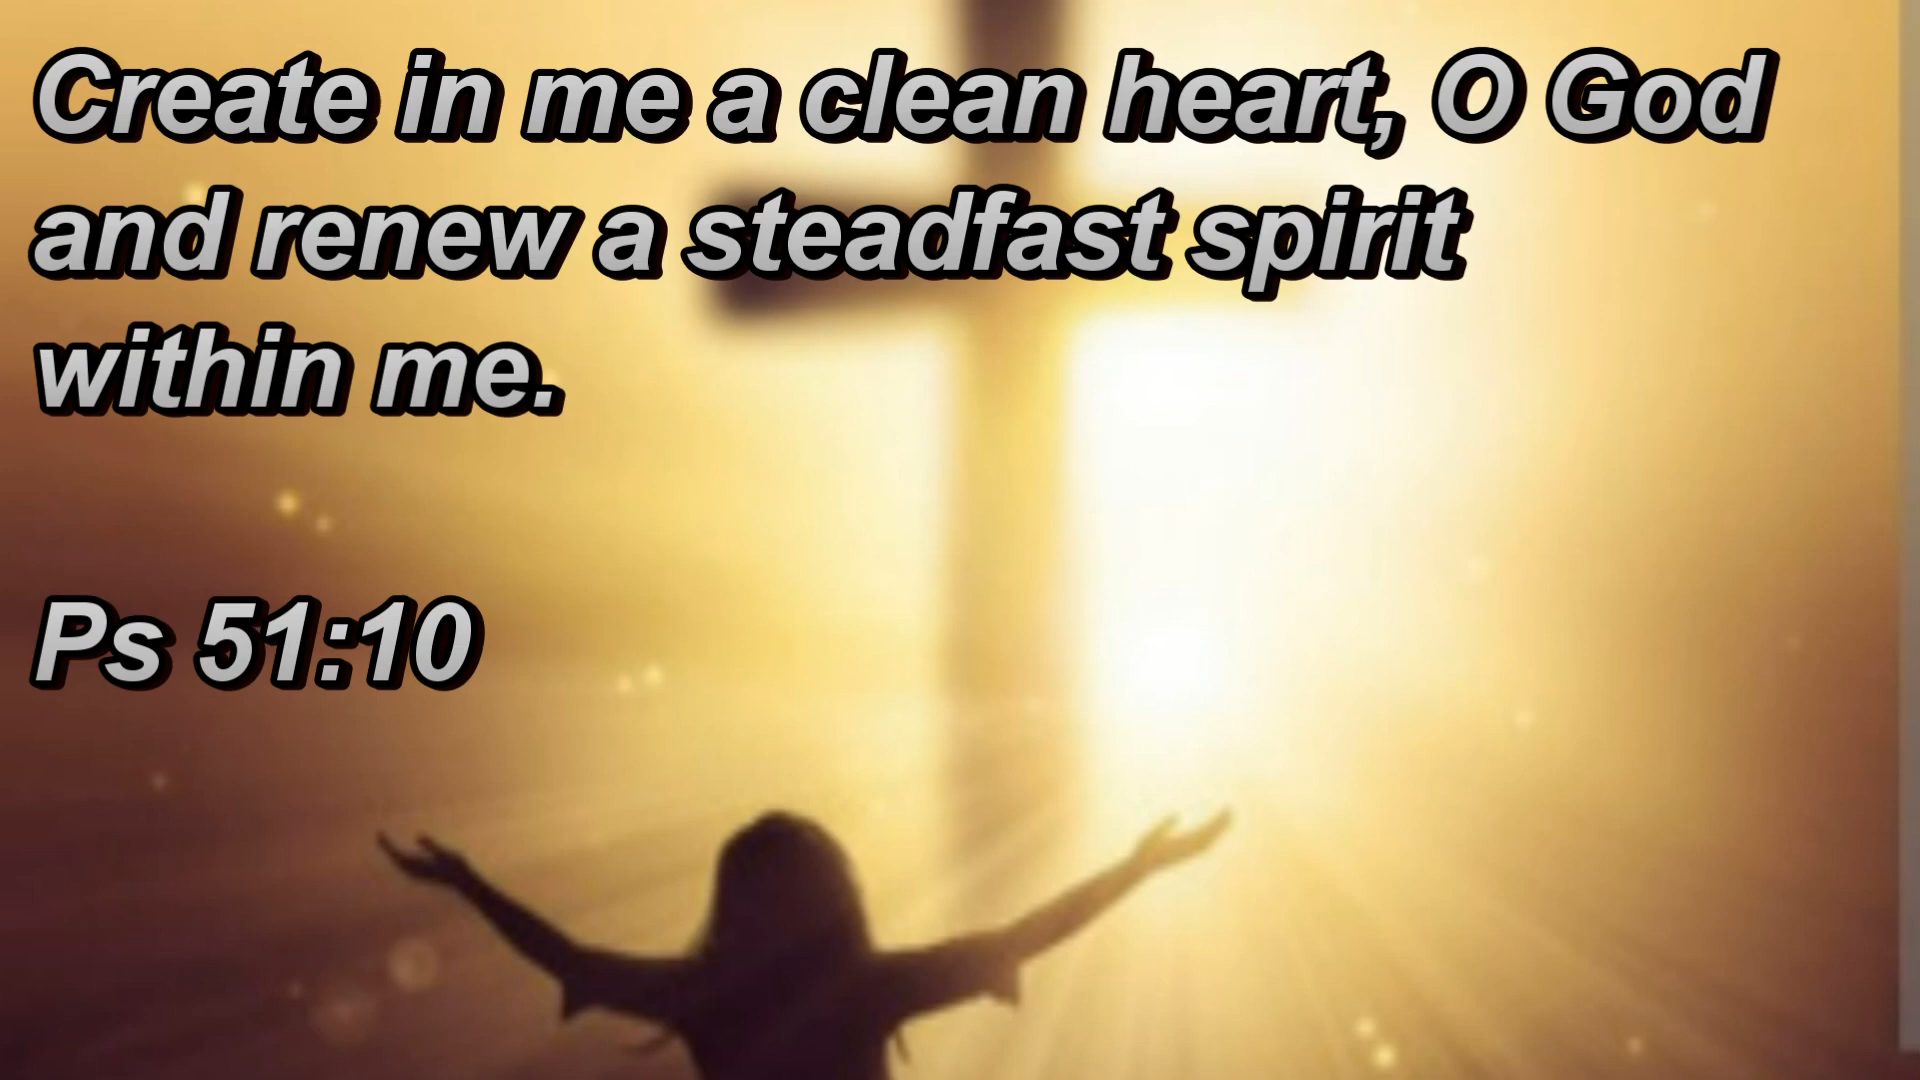 Create in me a clean heart, O God
and renew a steadfast spirit
within me.
Ps 51:10